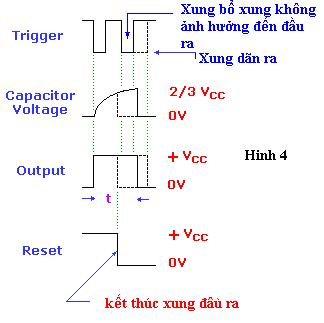 Xung bổ xung không
ảnh hưởng đến đầu
ra
Trigger
Xung dãn ra
Capacitor
Voltage
2/3 VCC
0V
Output
+ VCC
0V
Hình 4
t
Reset
+ VCC
0V
kết thúc xung đâù ra